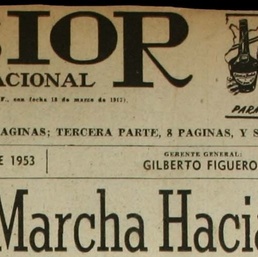 SIOR
ACIONAL
F., con fecha 18 de marzo de 1917).
PARA
AGINAS; TERCERA PARTE, 8 PAGINAS, Y S
E 1953
GERENTE GENERAL:
GILBERTO FIGUERO
Marcha Hacia